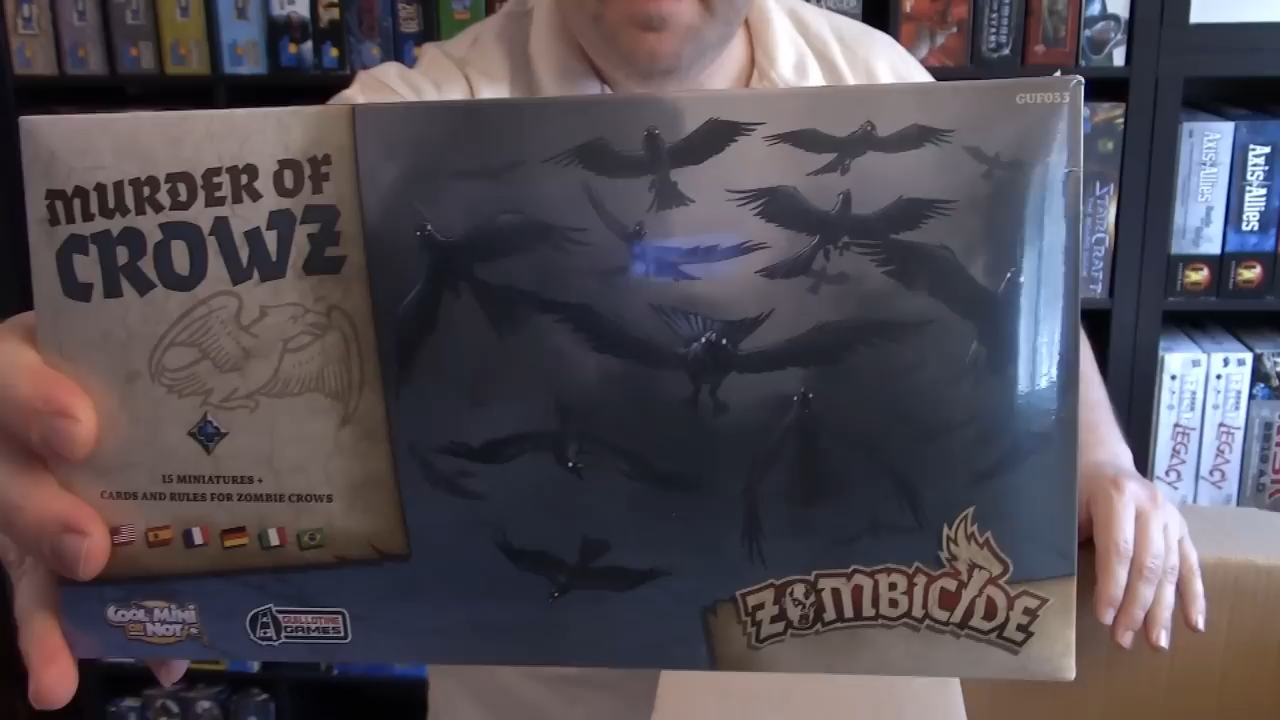 GUF033
MURDER OF
CROWZ
15 MINIATURES +
CARDS AND RULES FOR ZOMBIE CROWS
COOL MINI
OR NOT
GUILLOTINE
GAMES
ZOMBICIDE
STARCRAFT
Axis & Allies
Axis & Allies
LEGACY
LEGACY